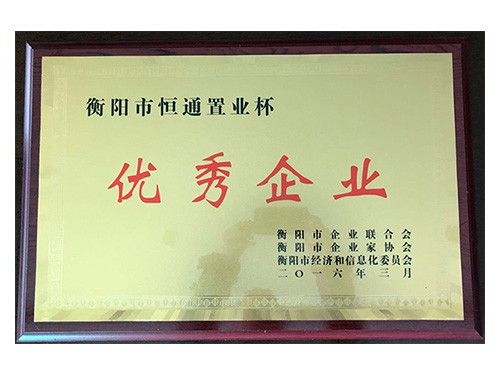 衡阳市恒通置业杯
优秀企业
衡阳市企业联合会
衡阳市企业家协会
衡阳市经济和信息化委员会
二〇一六年三月